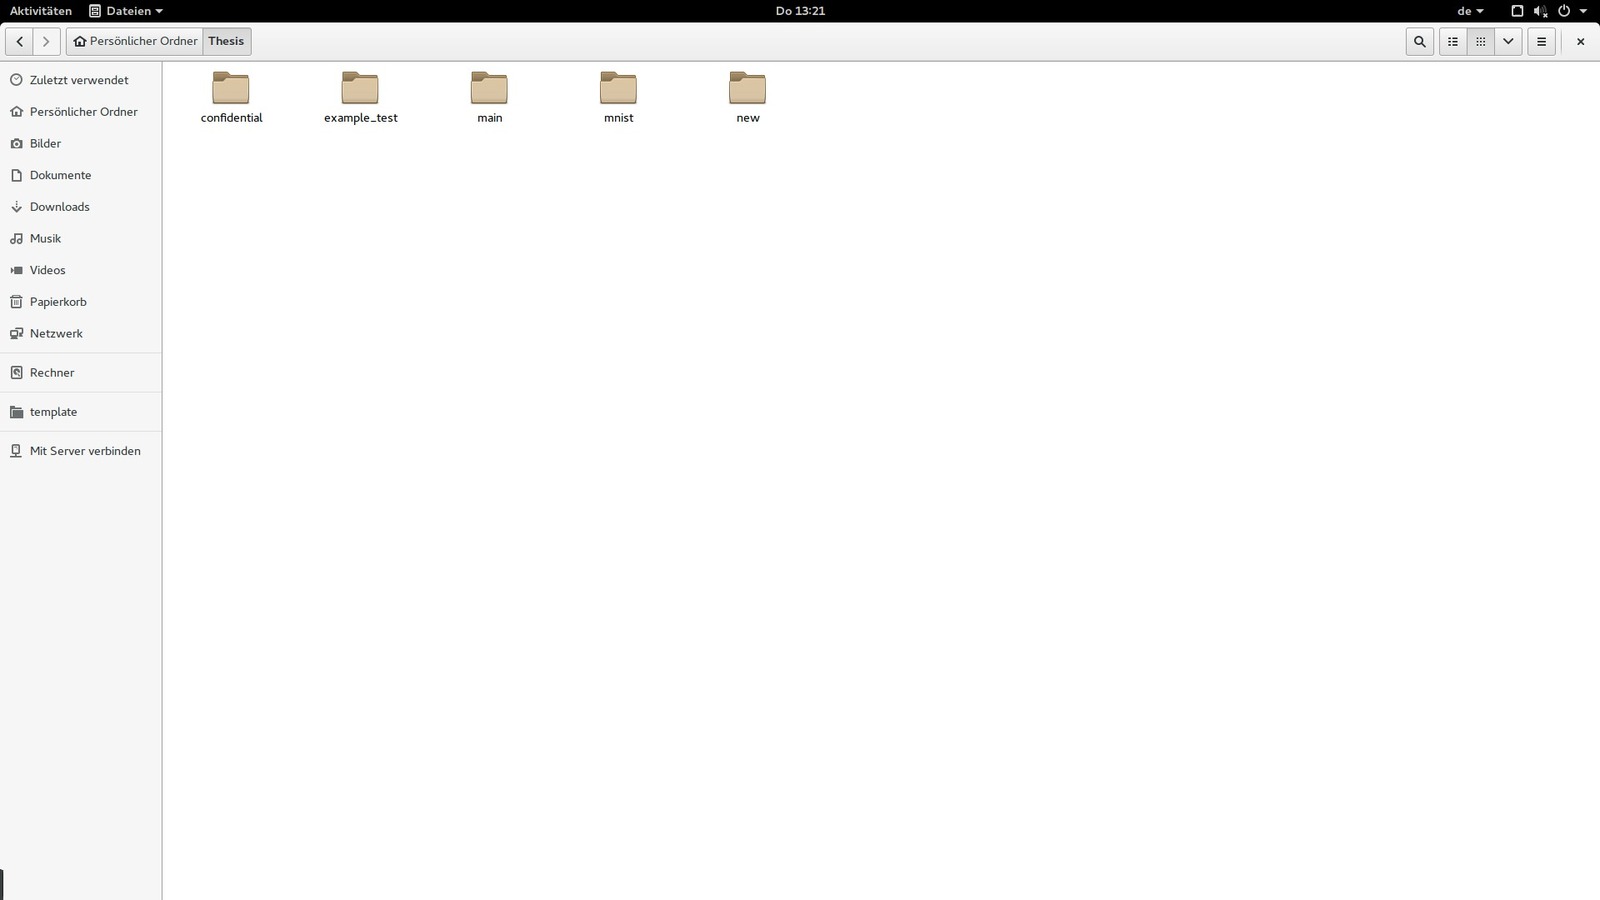 Aktivitäten Dateien Do 13:21 de
Persönlicher Ordner Thesis
Zuletzt verwendet
Persönlicher Ordner
Bilder
Dokumente
Downloads
Musik
Videos
Papierkorb
Netzwerk
Rechner
template
Mit Server verbinden
confidential example_test main mnist new